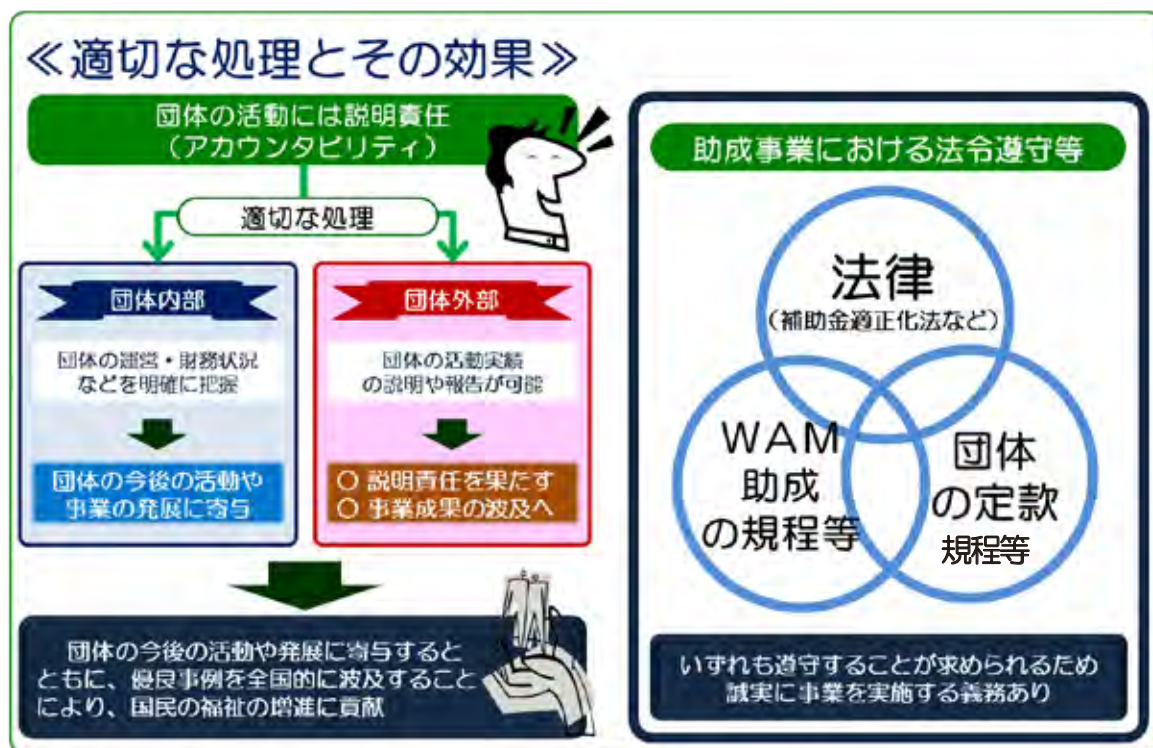 ≪適切な処理とその効果≫
団体の活動には説明責任
（アカウンタビリティ）
適切な処理
団体内部
団体の運営・財務状況
などを明確に把握
団体の今後の活動や
事業の発展に寄与
団体外部
団体の活動実績
の説明や報告が可能
○ 説明責任を果たす
○ 事業成果の波及へ
団体の今後の活動や発展に寄与すると
ともに、優良事例を全国的に波及すること
により、国民の福祉の増進に貢献
助成事業における法令遵守等
法律
（補助金適正化法など）
WAM
助成
の規程等
団体
の定款
規程等
いずれも遵守することが求められるため
誠実に事業を実施する義務あり